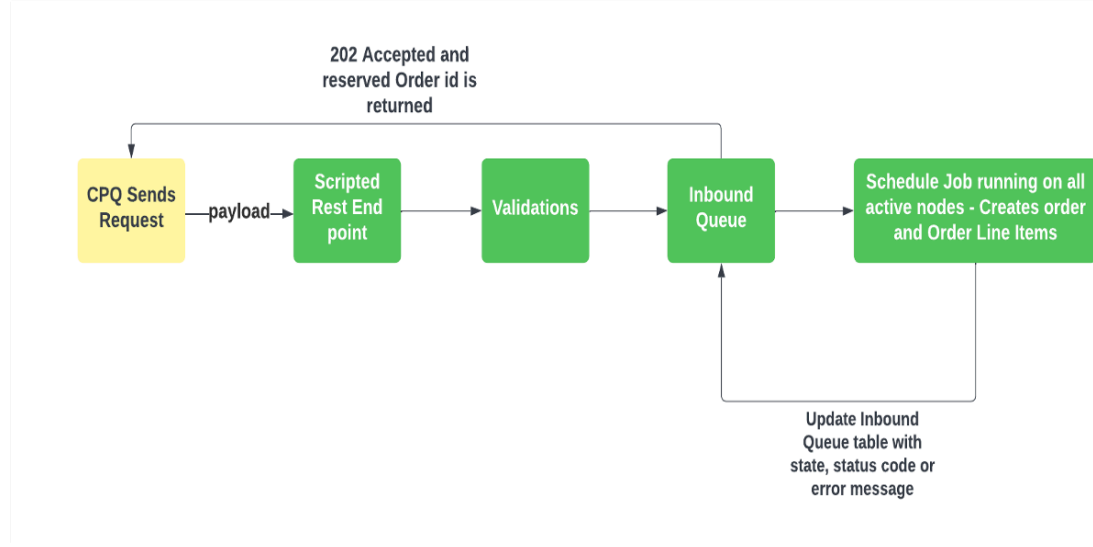 202 Accepted and
reserved Order id is
returned
CPQ Sends
Request
payload
Scripted
Rest End
point
Validations
Inbound
Queue
Schedule Job running on all
active nodes - Creates order
and Order Line Items
Update Inbound
Queue table with
state, status code or
error message